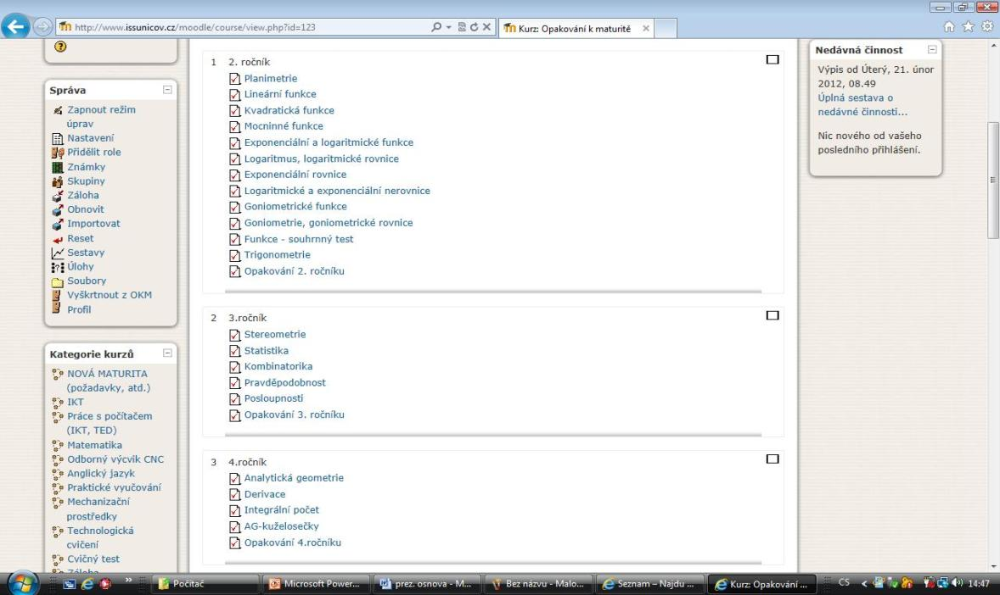 http://www.issunicov.cz/moodle/course/view.php?id=123
Kurz: Opakování k maturitě
Správa
Zapnout režim
úprav
Nastavení
Přidělit role
Známky
Skupiny
Záloha
Obnovit
Importovat
Reset
Sestavy
Úlohy
Soubory
Vyškrtnout z OKM
Profil
Kategorie kurzů
NOVÁ MATURITA
(požadavky, atd.)
IKT
Práce s počítačem
(IKT, TED)
Matematika
Odborný výcvik CNC
Anglický jazyk
Praktické vyučování
Mechanizační
prostředky
Technologická
cvičení
Cvičný test
Záloha
1 2. ročník
Planimetrie
Lineární funkce
Kvadratická funkce
Mocninné funkce
Exponenciální a logaritmické funkce
Logaritmus, logaritmické rovnice
Exponenciální rovnice
Logaritmické a exponenciální nerovnice
Goniometrické funkce
Goniometrie, goniometrické rovnice
Funkce - souhrnný test
Trigonometrie
Opakování 2. ročníku
2 3.ročník
Stereometrie
Statistika
Kombinatorika
Pravděpodobnost
Posloupnosti
Opakování 3. ročníku
3 4.ročník
Analytická geometrie
Derivace
Integrální počet
AG-kuželosečky
Opakování 4.ročníku
Nedávná činnost
Výpis od Úterý, 21. únor
2012, 08.49
Úplná sestava o
nedávné činnosti...
Nic nového od vašeho
posledního přihlášení.
Počítač
Microsoft Power...
prez. osnova - M...
Bez názvu - Malo...
Seznam – Najdu ...
Kurz: Opakování ...
CS
14:47